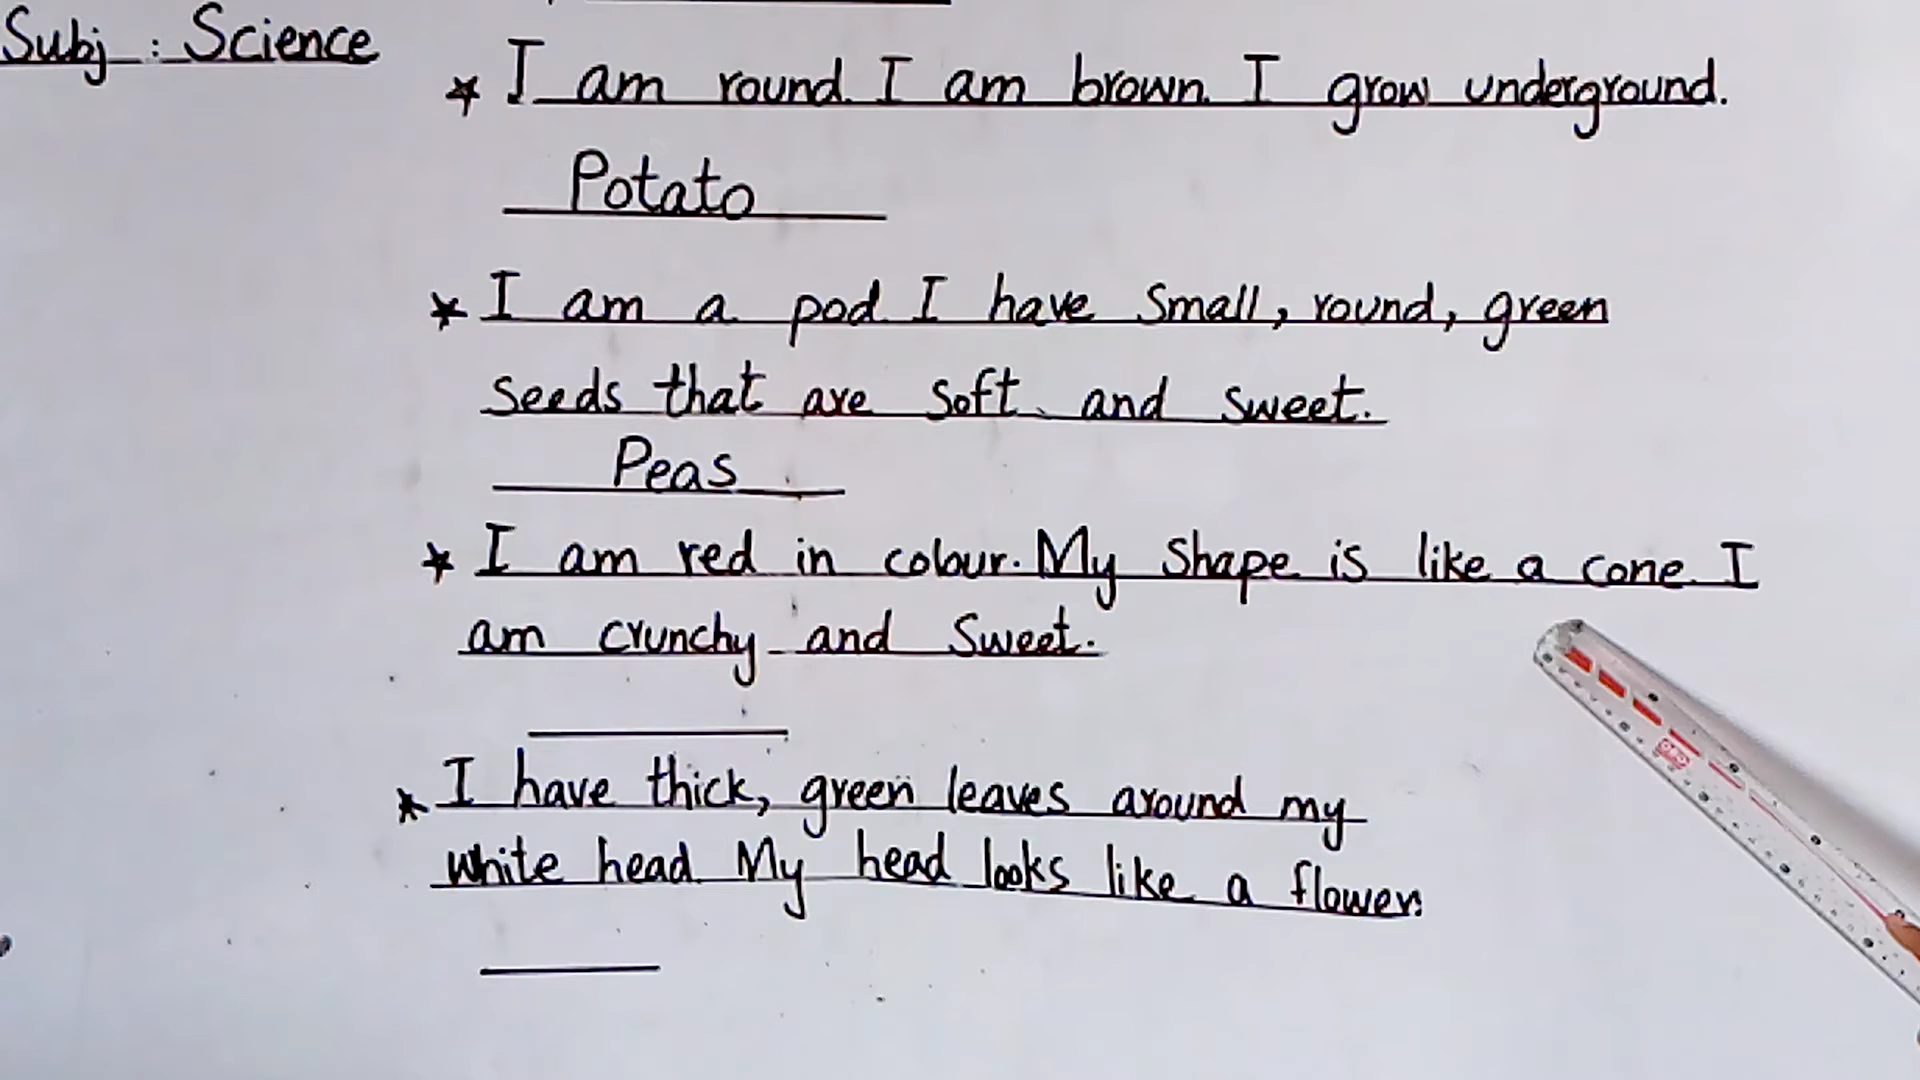 Subj : Science
* I am round. I am brown. I grow underground.
Potato
* I am a pod. I have small, round, green
seeds that are soft and sweet.
Peas
* I am red in colour. My shape is like a cone. I
am crunchy and sweet.
* I have thick, green leaves around my
white head. My head looks like a flower.